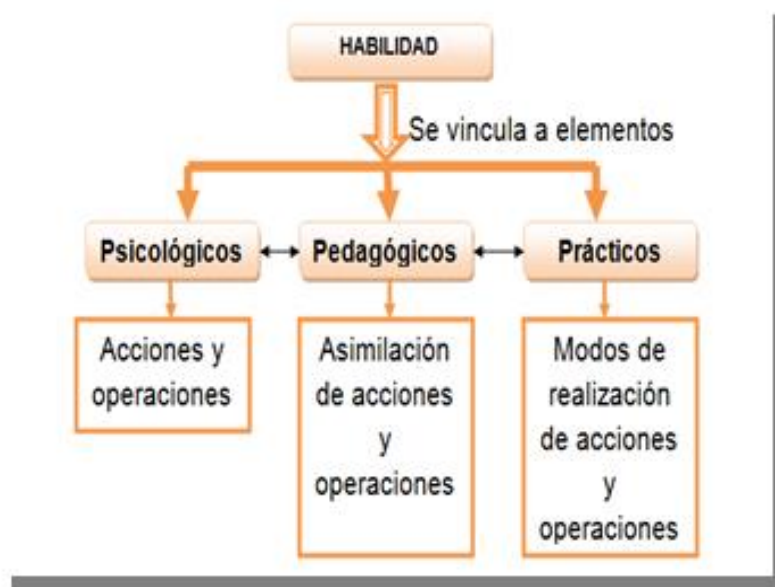 HABILIDAD
Se vincula a elementos
Psicológicos
Pedagógicos
Prácticos
Acciones y
operaciones
Asimilación
de acciones
y
operaciones
Modos de
realización
de acciones
y
operaciones